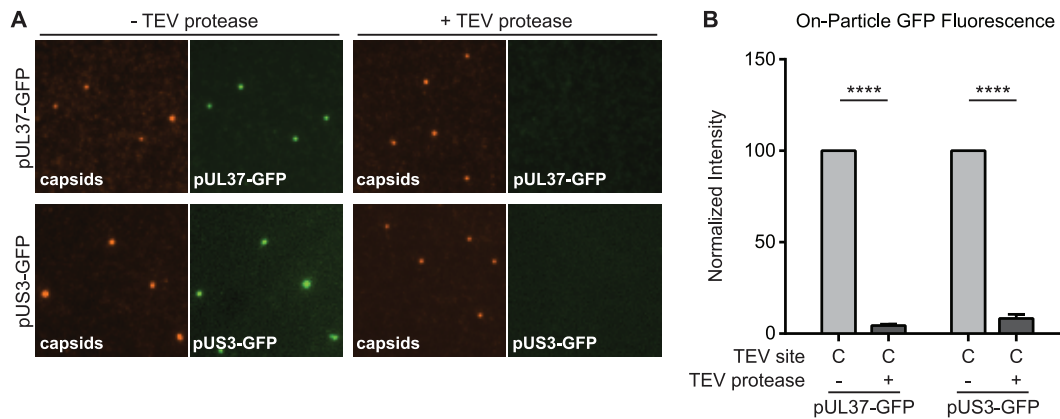 A
- TEV protease
+ TEV protease
pUL37-GFP
capsids
pUL37-GFP
capsids
pUL37-GFP
pUS3-GFP
capsids
pUS3-GFP
capsids
pUS3-GFP
B
On-Particle GFP Fluorescence
Normalized Intensity
150
100
50
0
****
****
TEV site C C C C
TEV protease - + - +
pUL37-GFP pUS3-GFP